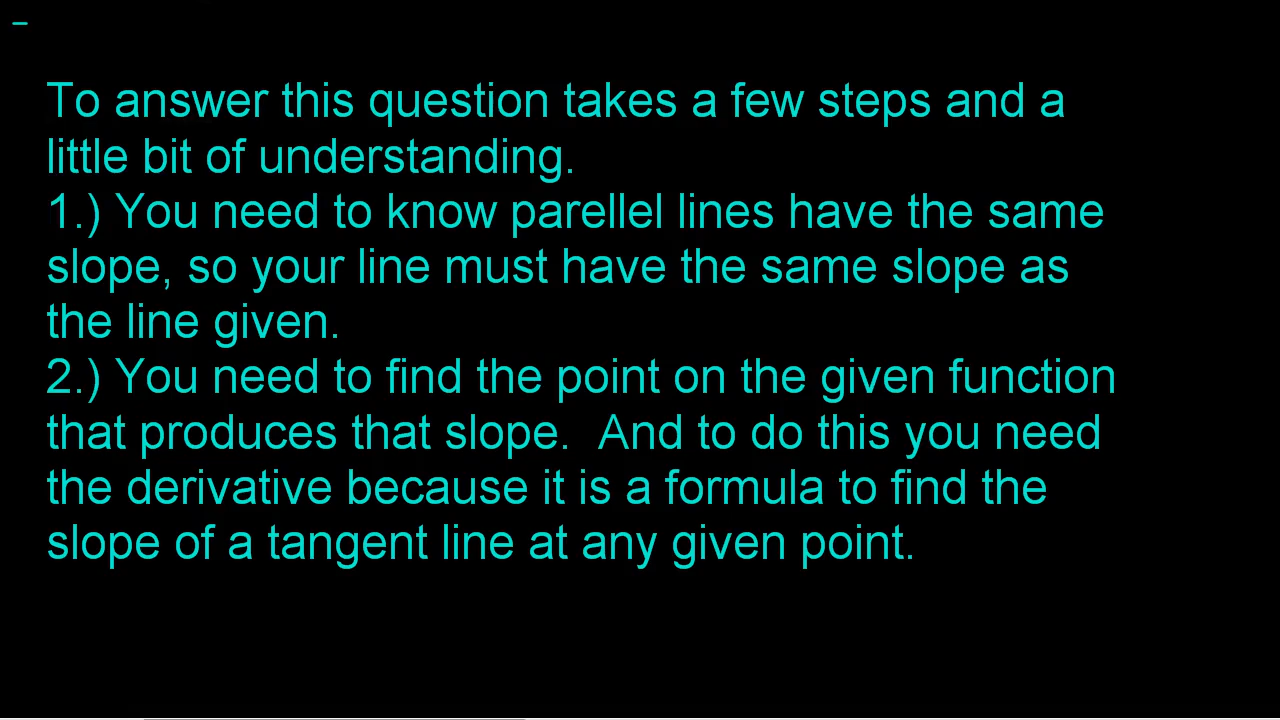 To answer this question takes a few steps and a
little bit of understanding.
1.) You need to know parellel lines have the same
slope, so your line must have the same slope as
the line given.
2.) You need to find the point on the given function
that produces that slope.  And to do this you need
the derivative because it is a formula to find the
slope of a tangent line at any given point.